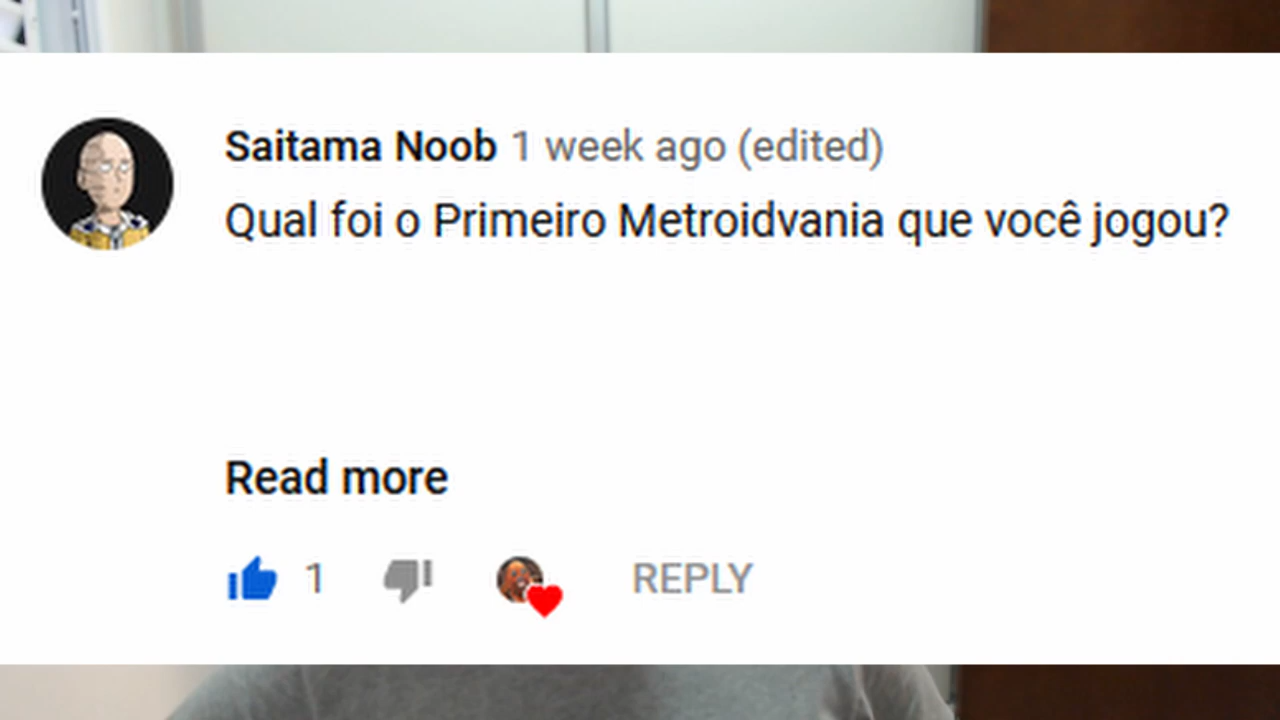 Saitama Noob 1 week ago (edited)
Qual foi o Primeiro Metroidvania que você jogou?
Read more
1 REPLY